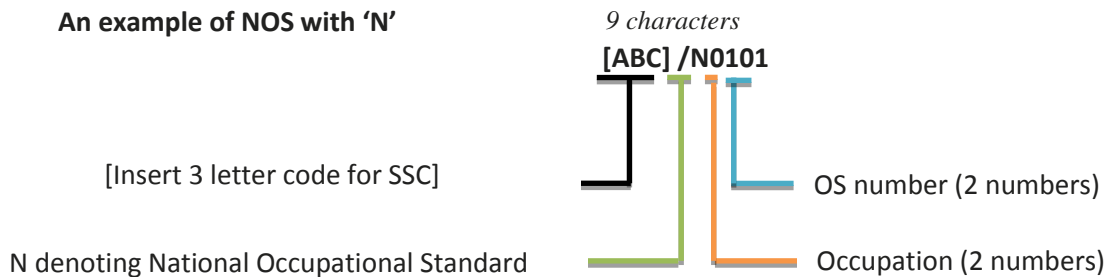 An example of NOS with ‘N’
9 characters
[ABC] /N0101
[Insert 3 letter code for SSC]
OS number (2 numbers)
N denoting National Occupational Standard
Occupation (2 numbers)